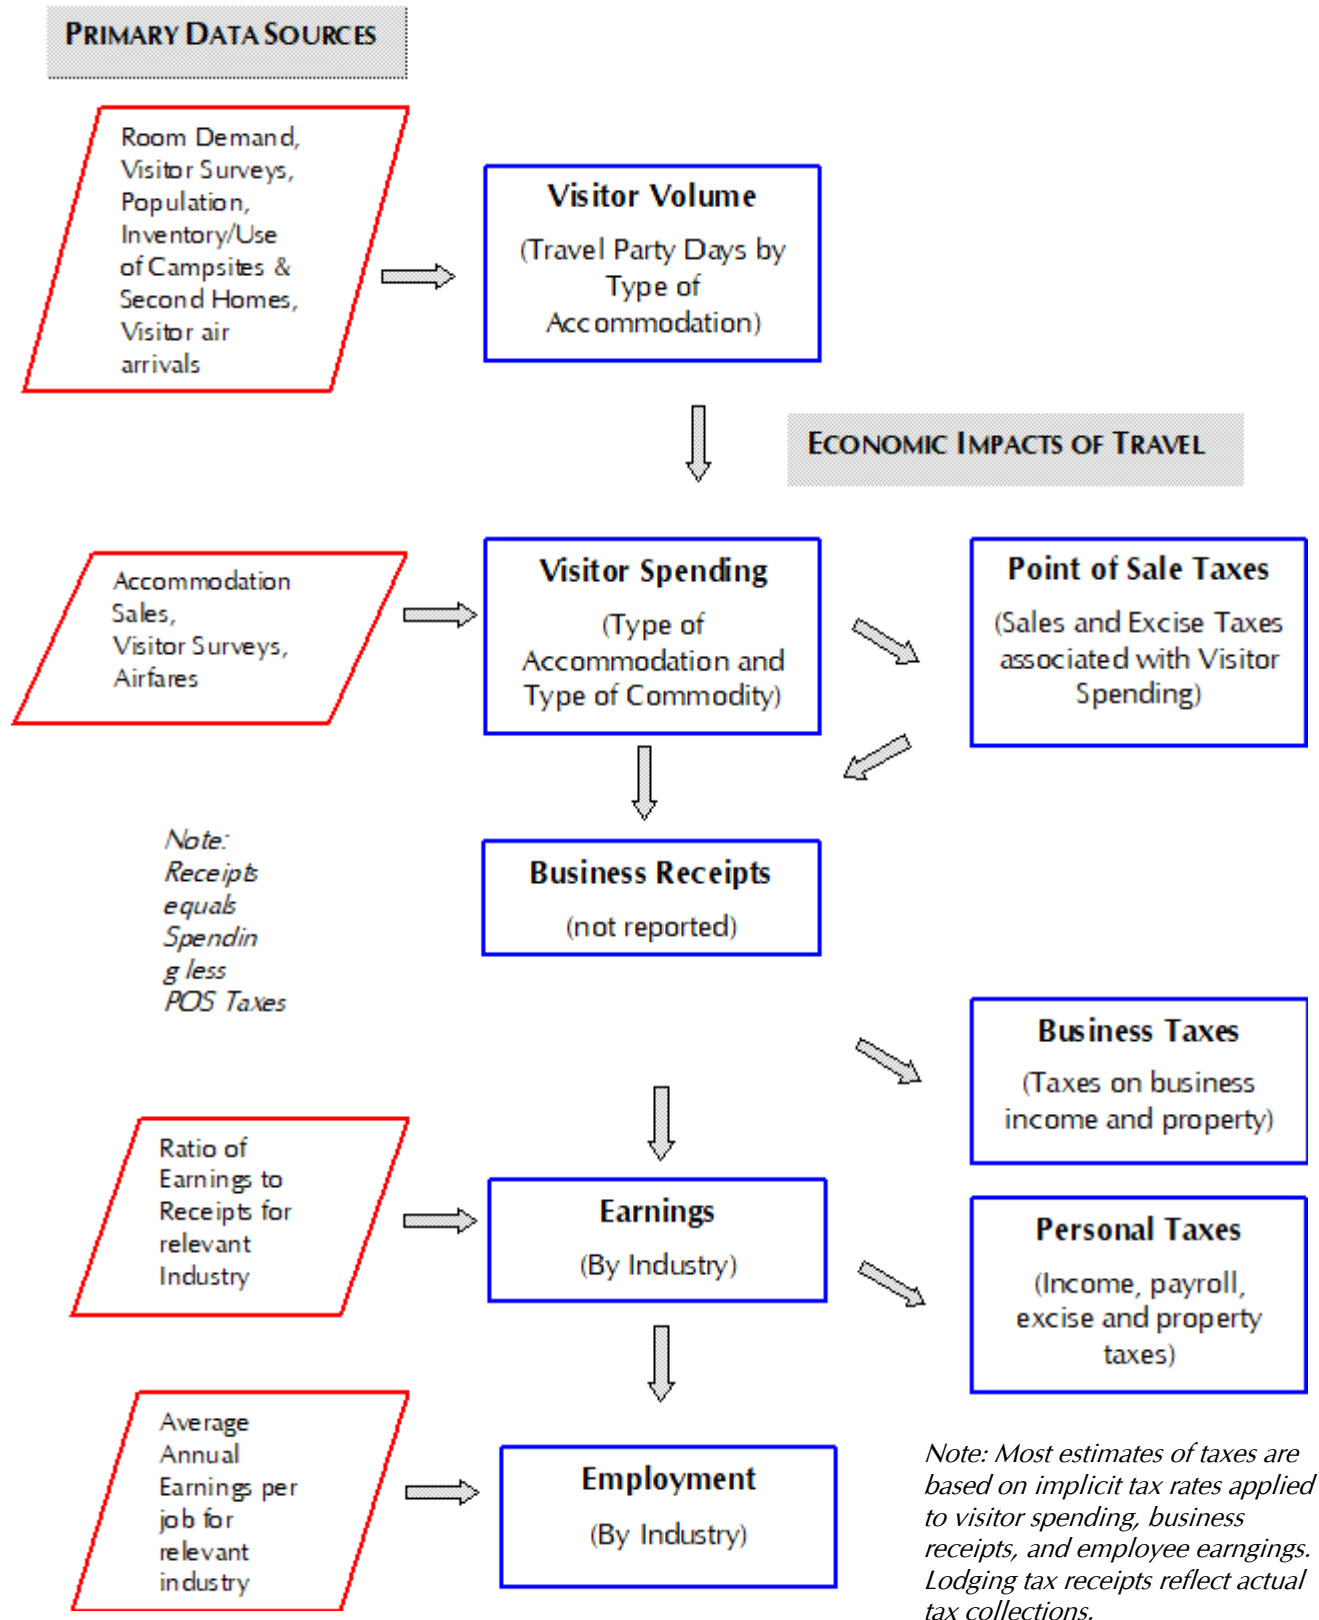 PRIMARY DATA SOURCES
Room Demand,
Visitor Surveys,
Population,
Inventory/Use
of Campsites &
Second Homes,
Visitor air
arrivals
Visitor Volume
(Travel Party Days by
Type of
Accommodation)
ECONOMIC IMPACTS OF TRAVEL
Accommodation
Sales,
Visitor Surveys,
Airfares
Visitor Spending
(Type of
Accommodation and
Type of Commodity)
Point of Sale Taxes
(Sales and Excise Taxes
associated with Visitor
Spending)
Note:
Receipts
equals
Spendin
g less
POS Taxes
Business Receipts
(not reported)
Business Taxes
(Taxes on business
income and property)
Ratio of
Earnings to
Receipts for
relevant
Industry
Earnings
(By Industry)
Personal Taxes
(Income, payroll,
excise and property
taxes)
Average
Annual
Earnings per
job for
relevant
industry
Employment
(By Industry)
Note: Most estimates of taxes are
based on implicit tax rates applied
to visitor spending, business
receipts, and employee earngings.
Lodging tax receipts reflect actual
tax collections.